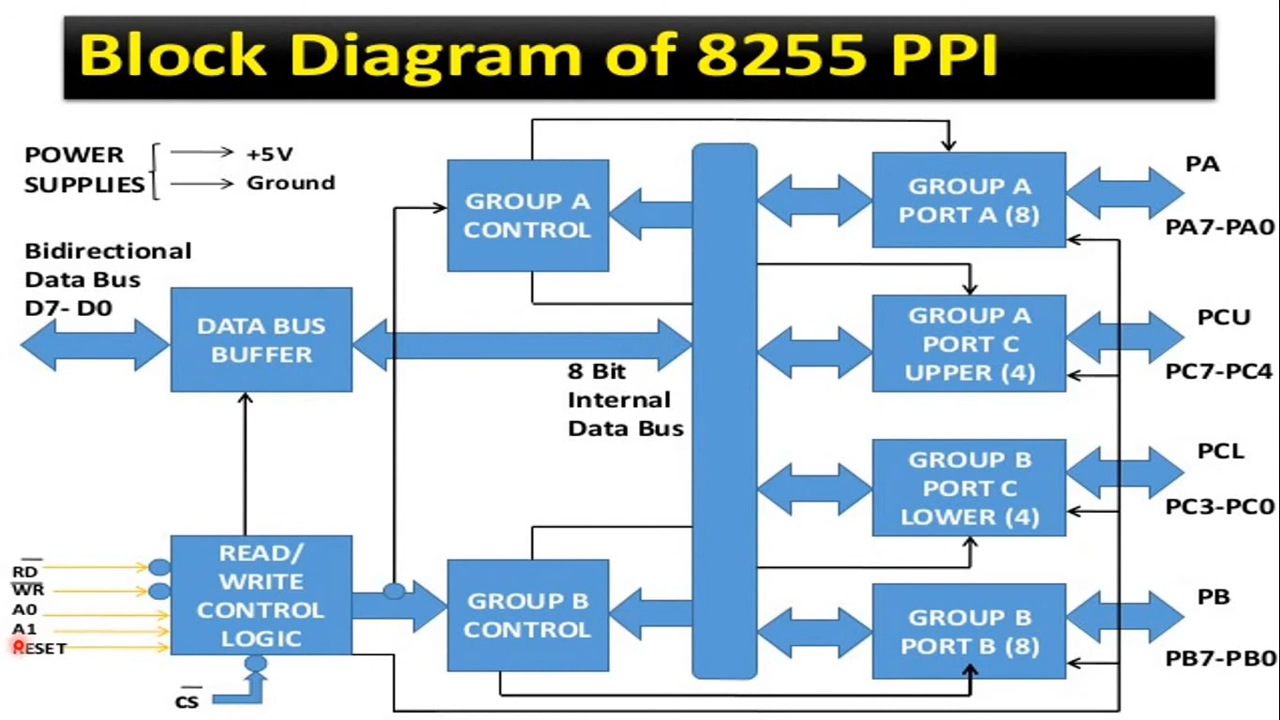 Block Diagram of 8255 PPI
POWER
SUPPLIES
+5V
Ground
Bidirectional
Data Bus
D7- D0
DATA BUS
BUFFER
READ/
WRITE
CONTROL
LOGIC
RD
WR
A0
A1
RESET
CS
GROUP A
CONTROL
8 Bit
Internal
Data Bus
GROUP B
CONTROL
GROUP A
PORT A (8)
PA
PA7-PA0
GROUP A
PORT C
UPPER (4)
PCU
PC7-PC4
GROUP B
PORT C
LOWER (4)
PCL
PC3-PC0
GROUP B
PORT B (8)
PB
PB7-PB0